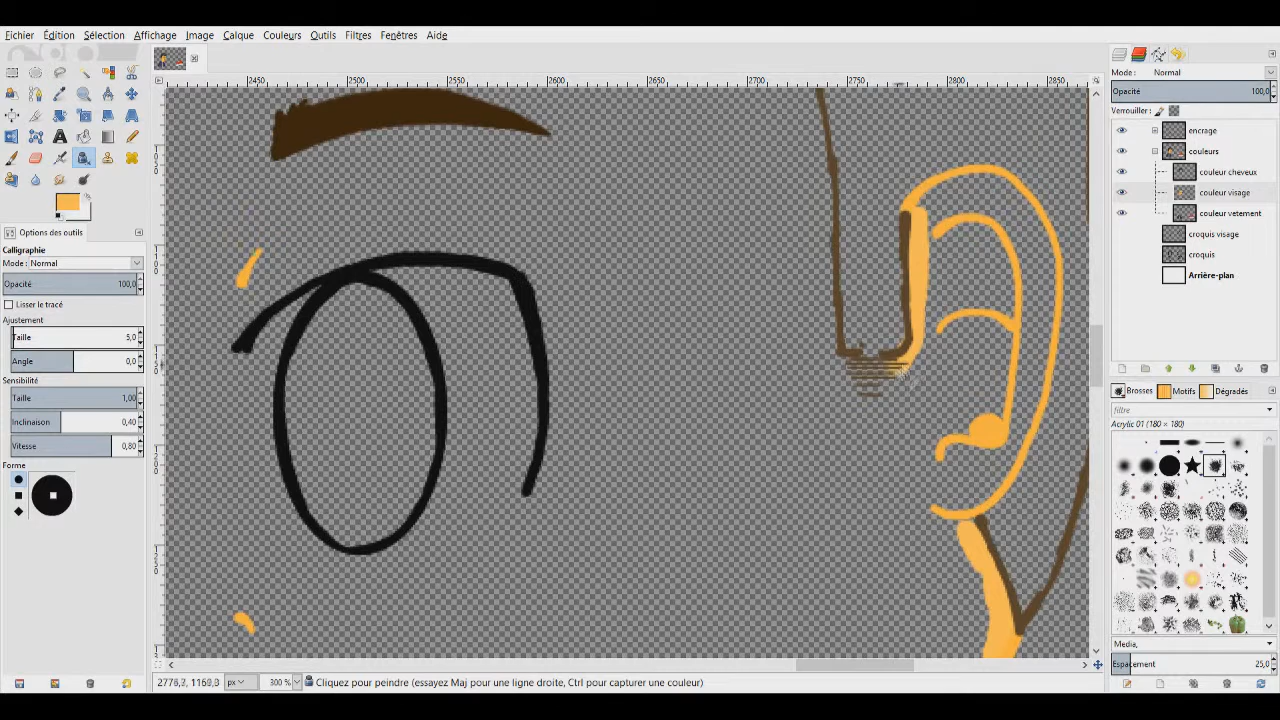 Fichier Édition Sélection Affichage Image Calque Couleurs Outils Filtres Fenêtres Aide
2450 2500 2550 2600 2650 2700 2750 2800 2850
Mode: Normal
Opacité 100,0
Verrouiller :
encrage
couleurs
couleur cheveux
couleur visage
couleur vetement
croquis visage
croquis
Arrière-plan
Options des outils
Calligraphie
Mode: Normal
Opacité 100,0
Lisser le tracé
Ajustement
Taille 5,0
Angle 0,0
Sensibilité
Taille 1,00
Inclinaison 0,40
Vitesse 0,80
Forme
Brosses Motifs Dégradés
filtre
Acrylic 01 (180 × 180)
Media,
Espacement 25,0
px 300 % Cliquez pour peindre (essayez Maj pour une ligne droite, Ctrl pour capturer une couleur)